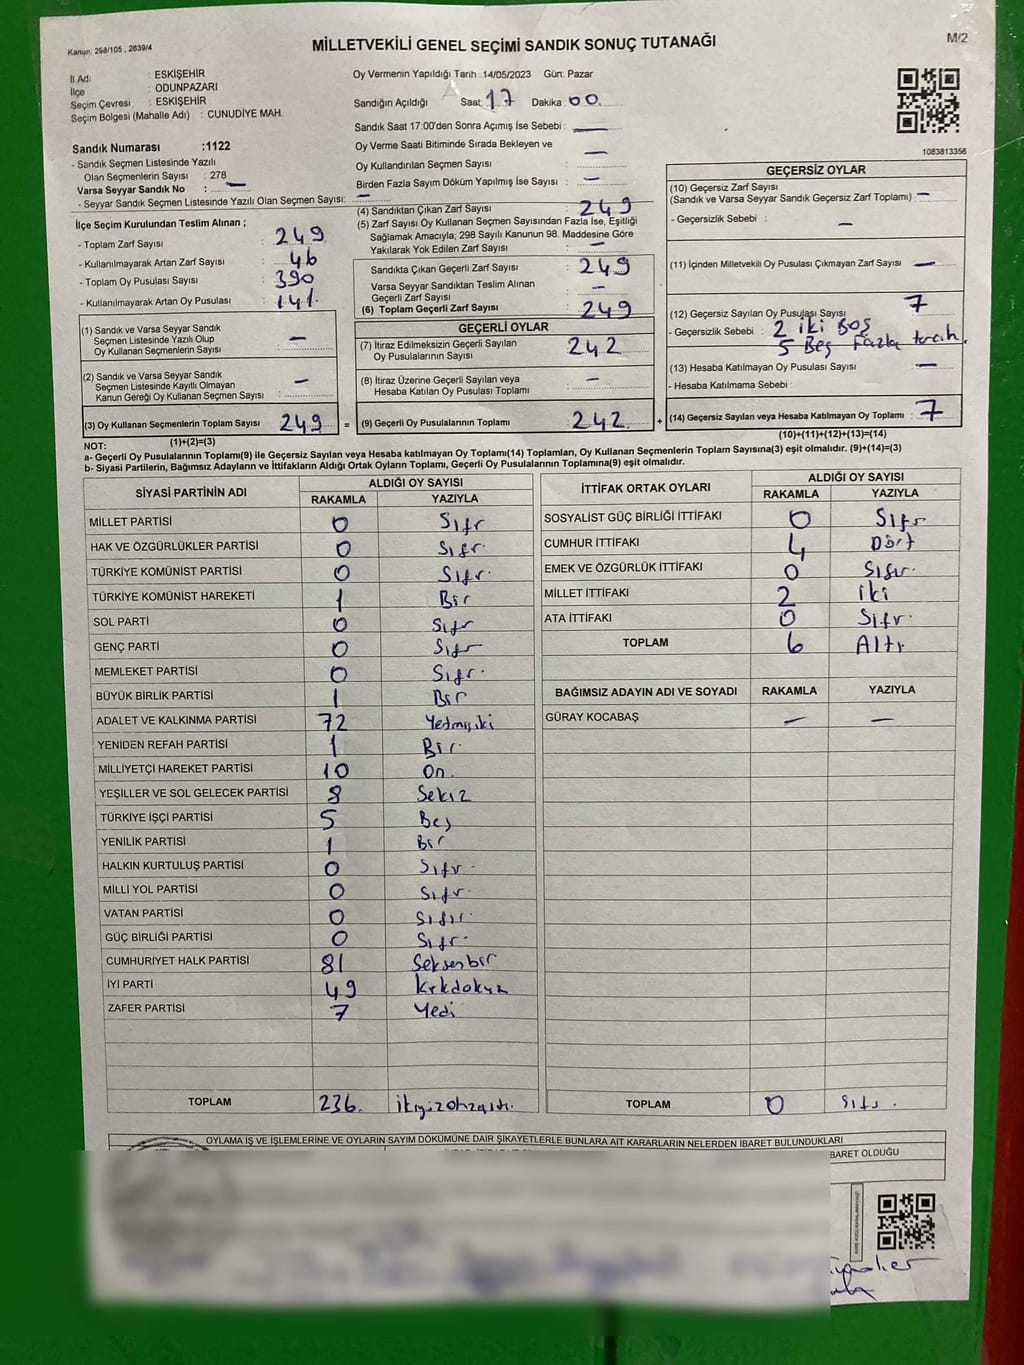 Kanun: 298/105 , 2839/4
MİLLETVEKİLİ GENEL SEÇİMİ SANDIK SONUÇ TUTANAĞI
M/2
İl Adı : ESKİŞEHİR
İlçe : ODUNPAZARI
Seçim Çevresi : ESKİŞEHİR
Seçim Bölgesi (Mahalle Adı) : CUNUDİYE MAH.
Oy Vermenin Yapıldığı Tarih :14/05/2023 Gün: Pazar
Sandığın Açıldığı Saat: 17 Dakika : 00
Sandık Saat 17:00'den Sonra Açımış İse Sebebi : —
Oy Verme Saati Bitiminde Sırada Bekleyen ve
Oy Kullandırılan Seçmen Sayısı : —
Birden Fazla Sayım Döküm Yapılmış İse Sayısı : —
1083813356
Sandık Numarası :1122
- Sandık Seçmen Listesinde Yazılı
Olan Seçmenlerin Sayısı : 278
Varsa Seyyar Sandık No : —
- Seyyar Sandık Seçmen Listesinde Yazılı Olan Seçmen Sayısı: —
İlçe Seçim Kurulundan Teslim Alınan ;
- Toplam Zarf Sayısı : 249
- Kullanılmayarak Artan Zarf Sayısı : 46
- Toplam Oy Pusulası Sayısı : 390
- Kullanılmayarak Artan Oy Pusulası : 141
(1) Sandık ve Varsa Seyyar Sandık
Seçmen Listesinde Yazılı Olup
Oy Kullanan Seçmenlerin Sayısı : —
(2) Sandık ve Varsa Seyyar Sandık
Seçmen Listesinde Kayıtlı Olmayan
Kanun Gereği Oy Kullanan Seçmen Sayısı : —
(3) Oy Kullanan Seçmenlerin Toplam Sayısı : 249 =
(1)+(2)=(3)
(4) Sandıktan Çıkan Zarf Sayısı : 249
(5) Zarf Sayısı Oy Kullanan Seçmen Sayısından Fazla İse, Eşitliği
Sağlamak Amacıyla; 298 Sayılı Kanunun 98. Maddesine Göre
Yakılarak Yok Edilen Zarf Sayısı : —
Sandıkta Çıkan Geçerli Zarf Sayısı : 249
Varsa Seyyar Sandıktan Teslim Alınan
Geçerli Zarf Sayısı : —
(6) Toplam Geçerli Zarf Sayısı : 249
GEÇERLİ OYLAR
(7) İtiraz Edilmeksizin Geçerli Sayılan
Oy Pusulalarının Sayısı : 242
(8) İtiraz Üzerine Geçerli Sayılan veya
Hesaba Katılan Oy Pusulası Toplamı : —
(9) Geçerli Oy Pusulalarının Toplamı : 242 +
GEÇERSİZ OYLAR
(10) Geçersiz Zarf Sayısı
(Sandık ve Varsa Seyyar Sandık Geçersiz Zarf Toplamı) : —
- Geçersizlik Sebebi : —
(11) İçinden Milletvekili Oy Pusulası Çıkmayan Zarf Sayısı : —
(12) Geçersiz Sayılan Oy Pusulası Sayısı : 7
- Geçersizlik Sebebi : 2 iki Boş
5 Beş Fazla tercih.
(13) Hesaba Katılmayan Oy Pusulası Sayısı : —
- Hesaba Katılmama Sebebi :
(14) Geçersiz Sayılan veya Hesaba Katılmayan Oy Toplamı : 7
(10)+(11)+(12)+(13)=(14)
NOT:
a- Geçerli Oy Pusulasının Toplamı(9) ile Geçersiz Sayılan veya Hesaba katılmayan Oy Toplamı(14) Toplamları, Oy Kullanan Seçmenlerin Toplam Sayısına(3) eşit olmalıdır. (9)+(14)=(3)
b- Siyasi Partilerin, Bağımsız Adayların ve İttifakların Aldığı Ortak Oyların Toplamı, Geçerli Oy Pusulalarının Toplamına(9) eşit olmalıdır.
SİYASİ PARTİNİN ADI ALDIĞI OY SAYISI
RAKAMLA YAZIYLA
MİLLET PARTİSİ 0 Sıfr
HAK VE ÖZGÜRLÜKLER PARTİSİ 0 Sıfr.
TÜRKİYE KOMÜNİST PARTİSİ 0 Sıfr.
TÜRKİYE KOMÜNİST HAREKETİ 1 Bir
SOL PARTİ 0 Sıfr
GENÇ PARTİ 0 Sıfr
MEMLEKET PARTİSİ 0 Sıfr.
BÜYÜK BİRLİK PARTİSİ 1 Bir
ADALET VE KALKINMA PARTİSİ 72 Yetmişiki
YENİDEN REFAH PARTİSİ 1 Bir.
MİLLİYETÇİ HAREKET PARTİSİ 10 On.
YEŞİLLER VE SOL GELECEK PARTİSİ 8 Sekiz
TÜRKİYE İŞÇİ PARTİSİ 5 Beş
YENİLİK PARTİSİ 1 Bir
HALKIN KURTULUŞ PARTİSİ 0 Sıfr.
MİLLİ YOL PARTİSİ 0 Sıfr.
VATAN PARTİSİ 0 Sıfır.
GÜÇ BİRLİĞİ PARTİSİ 0 Sıfr.
CUMHURİYET HALK PARTİSİ 81 Seksenbir
İYİ PARTİ 49 Kırkdokuz
ZAFER PARTİSİ 7 Yedi
TOPLAM 236.
İTTİFAK ORTAK OYLARI ALDIĞI OY SAYISI
RAKAMLA YAZIYLA
SOSYALİST GÜÇ BİRLİĞİ İTTİFAKI 0 Sıfr
CUMHUR İTTİFAKI 4 Dört
EMEK VE ÖZGÜRLÜK İTTİFAKI 0 Sıfır.
MİLLET İTTİFAKI 2 iki
ATA İTTİFAKI 0 Sıfr.
TOPLAM 6 Altı
BAĞIMSIZ ADAYIN ADI VE SOYADI RAKAMLA YAZIYLA
GÜRAY KOCABAŞ — —
TOPLAM 0 Sıfr.
OYLAMA İŞ VE İŞLEMLERİNE VE OYLARIN SAYIM DÖKÜMÜNE DAİR ŞİKAYETLERLE BUNLARA AİT KARARLARIN NELERDEN İBARET BULUNDUKLARI
BARET OLDUĞU